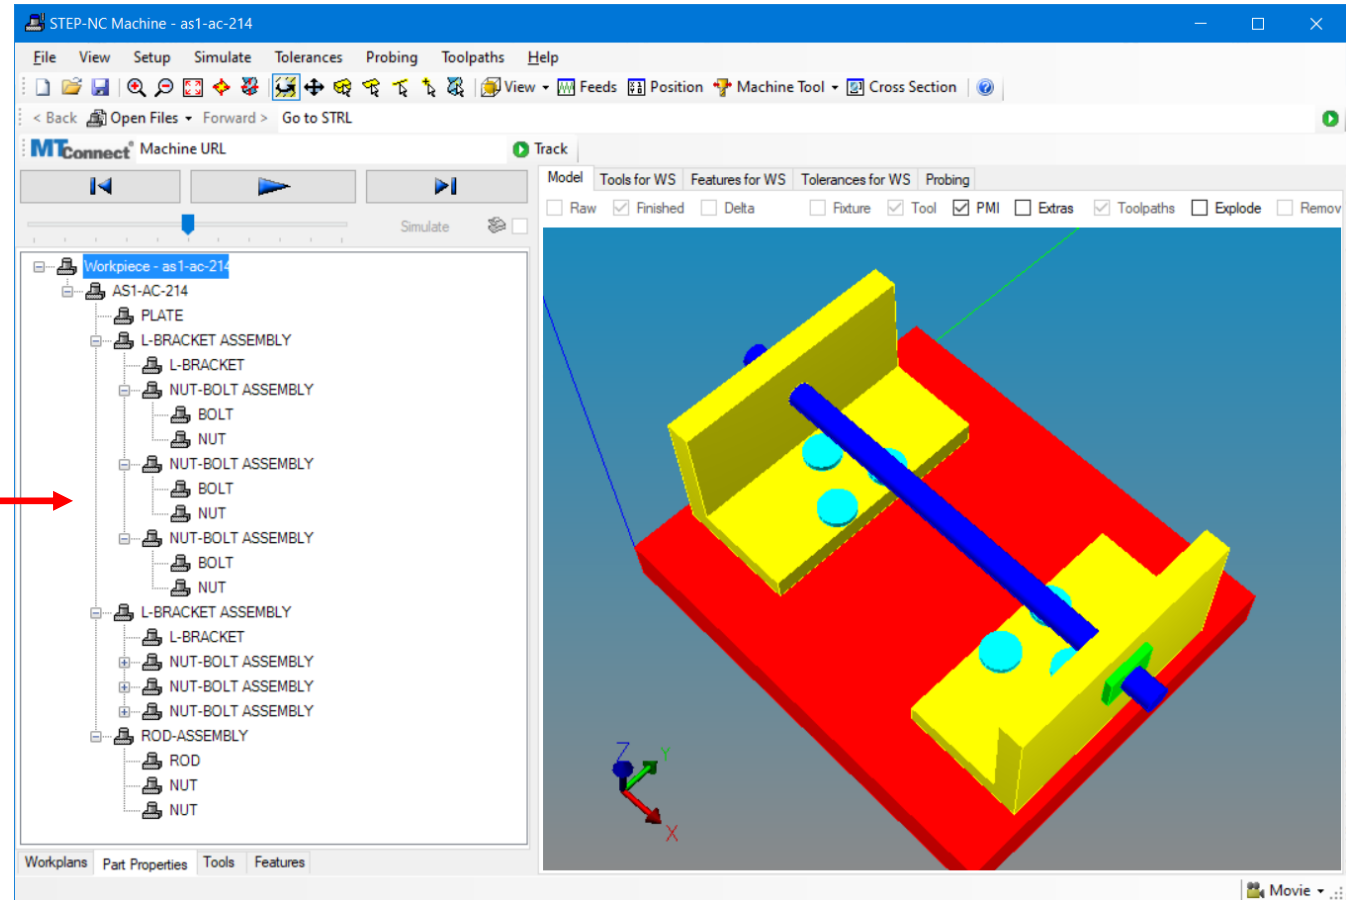 STEP-NC Machine - as1-ac-214
File View Setup Simulate Tolerances Probing Toolpaths Help
View Feeds Position Machine Tool Cross Section
< Back Open Files Forward > Go to STRL
MTConnect® Machine URL Track
Model Tools for WS Features for WS Tolerances for WS Probing
Raw Finished Delta Fixture Tool PMI Extras Toolpaths Explode Remov
Simulate
Workpiece - as1-ac-214
AS1-AC-214
PLATE
L-BRACKET ASSEMBLY
L-BRACKET
NUT-BOLT ASSEMBLY
BOLT
NUT
NUT-BOLT ASSEMBLY
BOLT
NUT
NUT-BOLT ASSEMBLY
BOLT
NUT
L-BRACKET ASSEMBLY
L-BRACKET
NUT-BOLT ASSEMBLY
NUT-BOLT ASSEMBLY
NUT-BOLT ASSEMBLY
ROD-ASSEMBLY
ROD
NUT
NUT
Z Y
X
Workplans Part Properties Tools Features
Movie